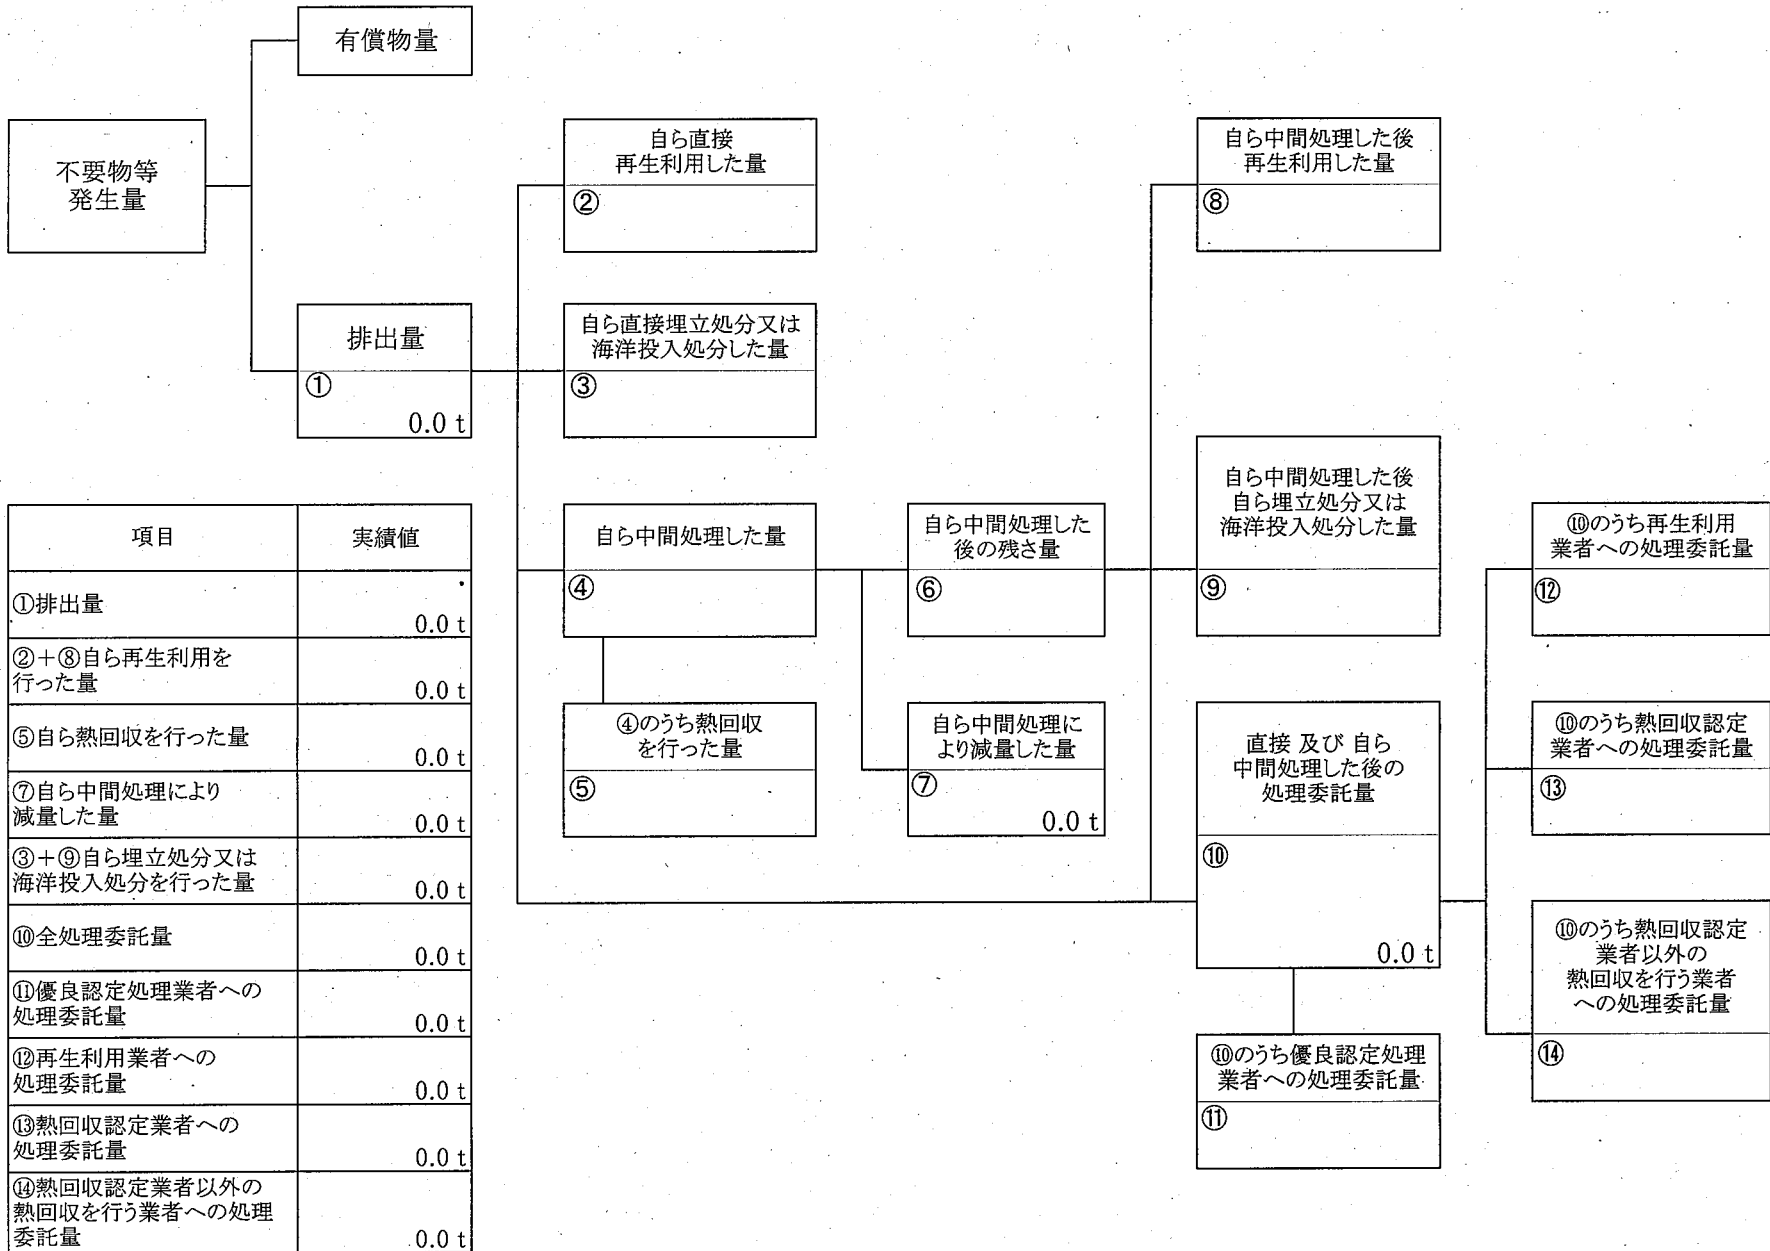 有償物量
不要物等
発生量
排出量
①
0.0 t
自ら直接
再生利用した量
②
自ら直接埋立処分又は
海洋投入処分した量
③
自ら中間処理した量
④
④のうち熱回収
を行った量
⑤
自ら中間処理した
後の残さ量
⑥
自ら中間処理に
より減量した量
⑦
0.0 t
自ら中間処理した後
再生利用した量
⑧
自ら中間処理した後
自ら埋立処分又は
海洋投入処分した量
⑨
直接 及び 自ら
中間処理した後の
処理委託量
⑩
0.0 t
⑩のうち優良認定処理
業者への処理委託量
⑪
⑩のうち再生利用
業者への処理委託量
⑫
⑩のうち熱回収認定
業者への処理委託量
⑬
⑩のうち熱回収認定
業者以外の
熱回収を行う業者
への処理委託量
⑭
項目 実績値
①排出量
0.0 t
②＋⑧自ら再生利用を
行った量
0.0 t
⑤自ら熱回収を行った量
0.0 t
⑦自ら中間処理により
減量した量
0.0 t
③＋⑨自ら埋立処分又は
海洋投入処分を行った量
0.0 t
⑩全処理委託量
0.0 t
⑪優良認定処理業者への
処理委託量
0.0 t
⑫再生利用業者への
処理委託量
0.0 t
⑬熱回収認定業者への
処理委託量
0.0 t
⑭熱回収認定業者以外の
熱回収を行う業者への処理
委託量
0.0 t